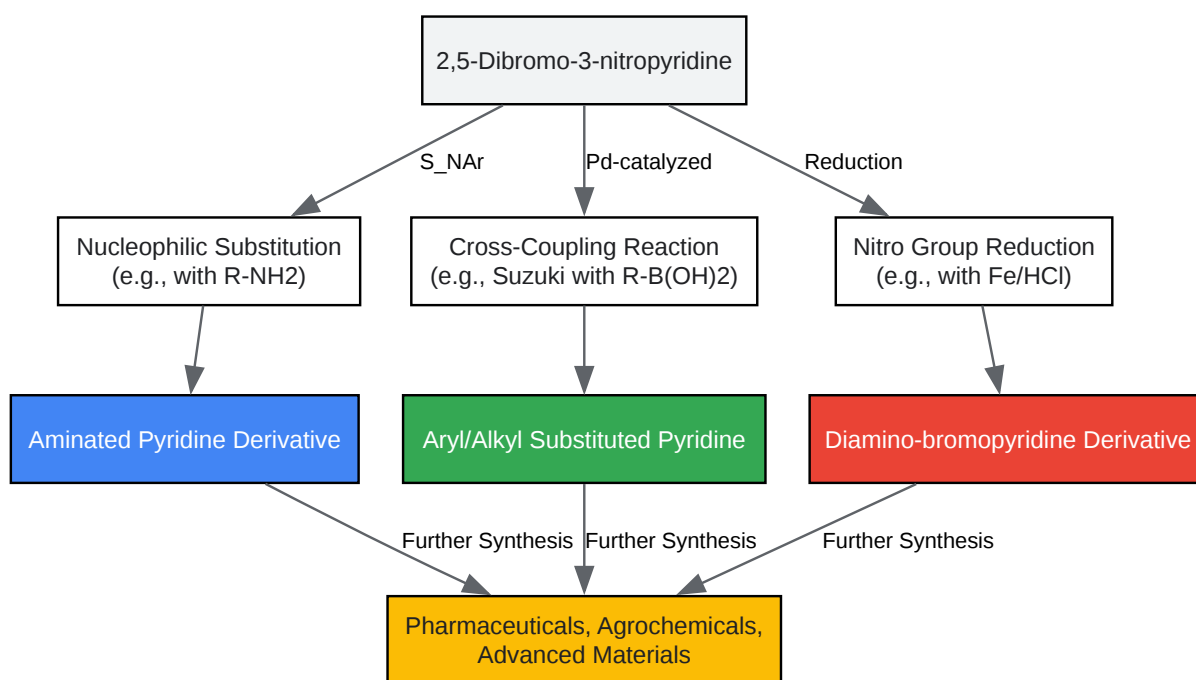 2,5-Dibromo-3-nitropyridine
S_NAr
Pd-catalyzed
Reduction
Nucleophilic Substitution
(e.g., with R-NH2)
Cross-Coupling Reaction
(e.g., Suzuki with R-B(OH)2)
Nitro Group Reduction
(e.g., with Fe/HCl)
Aminated Pyridine Derivative
Aryl/Alkyl Substituted Pyridine
Diamino-bromopyridine Derivative
Further Synthesis
Further Synthesis
Further Synthesis
Pharmaceuticals, Agrochemicals,
Advanced Materials